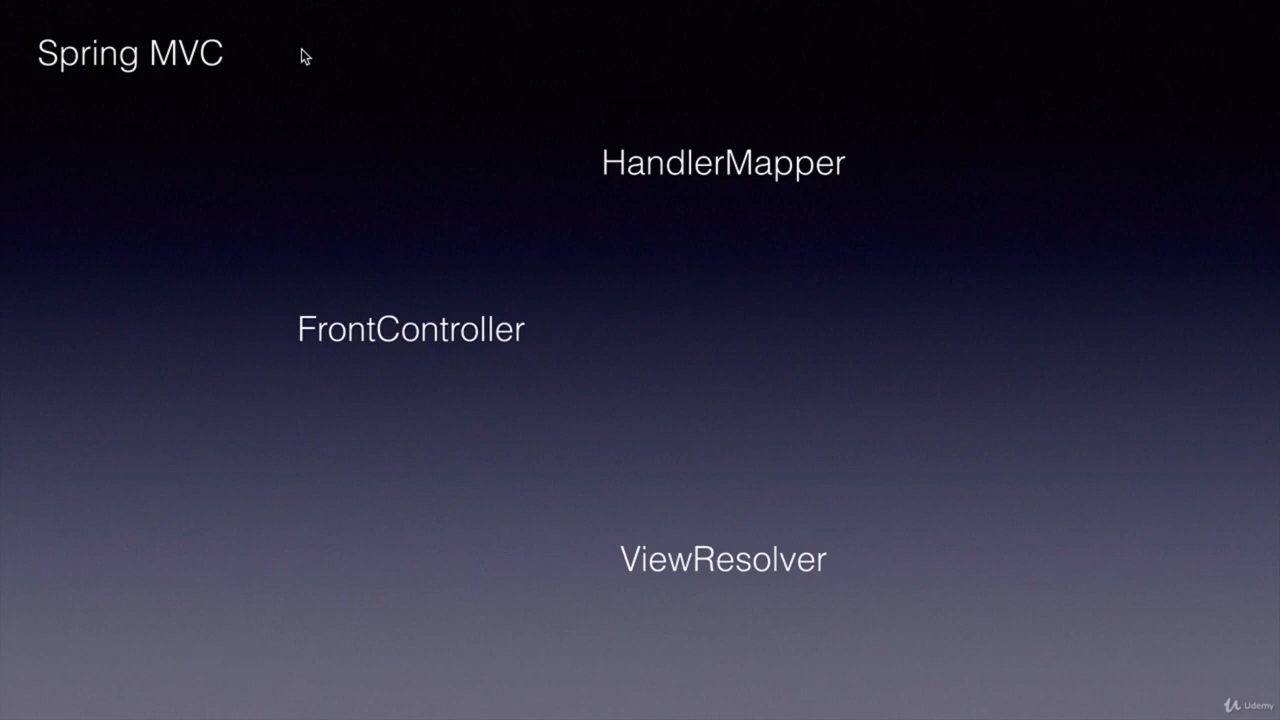 Spring MVC
HandlerMapper
FrontController
ViewResolver
Udemy